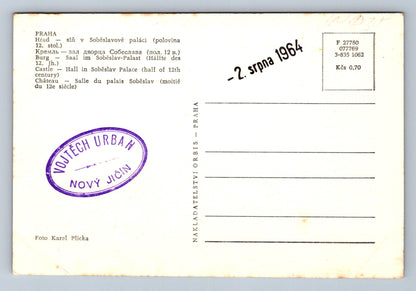 PRAHA
Hrad — síň v Soběslavově paláci (polovina
12. stol.)
Кремль — зал дворца Собеслава (пол. 12 в.)
Burg — Saal im Soběslav-Palast (Hälfte des
12. Jh.)
Castle — Hall in Soběslav Palace (half of 12th
century)
Château — Salle du palais Soběslav (moitié
du 12e siècle)
-2. srpna 1964
F 27760
077789
3-835 1062
Kčs 0,70
VOJTĚCH URBAN
NOVÝ JIČÍN
NAKLADATELSTVÍ ORBIS - PRAHA
Foto Karel Plicka